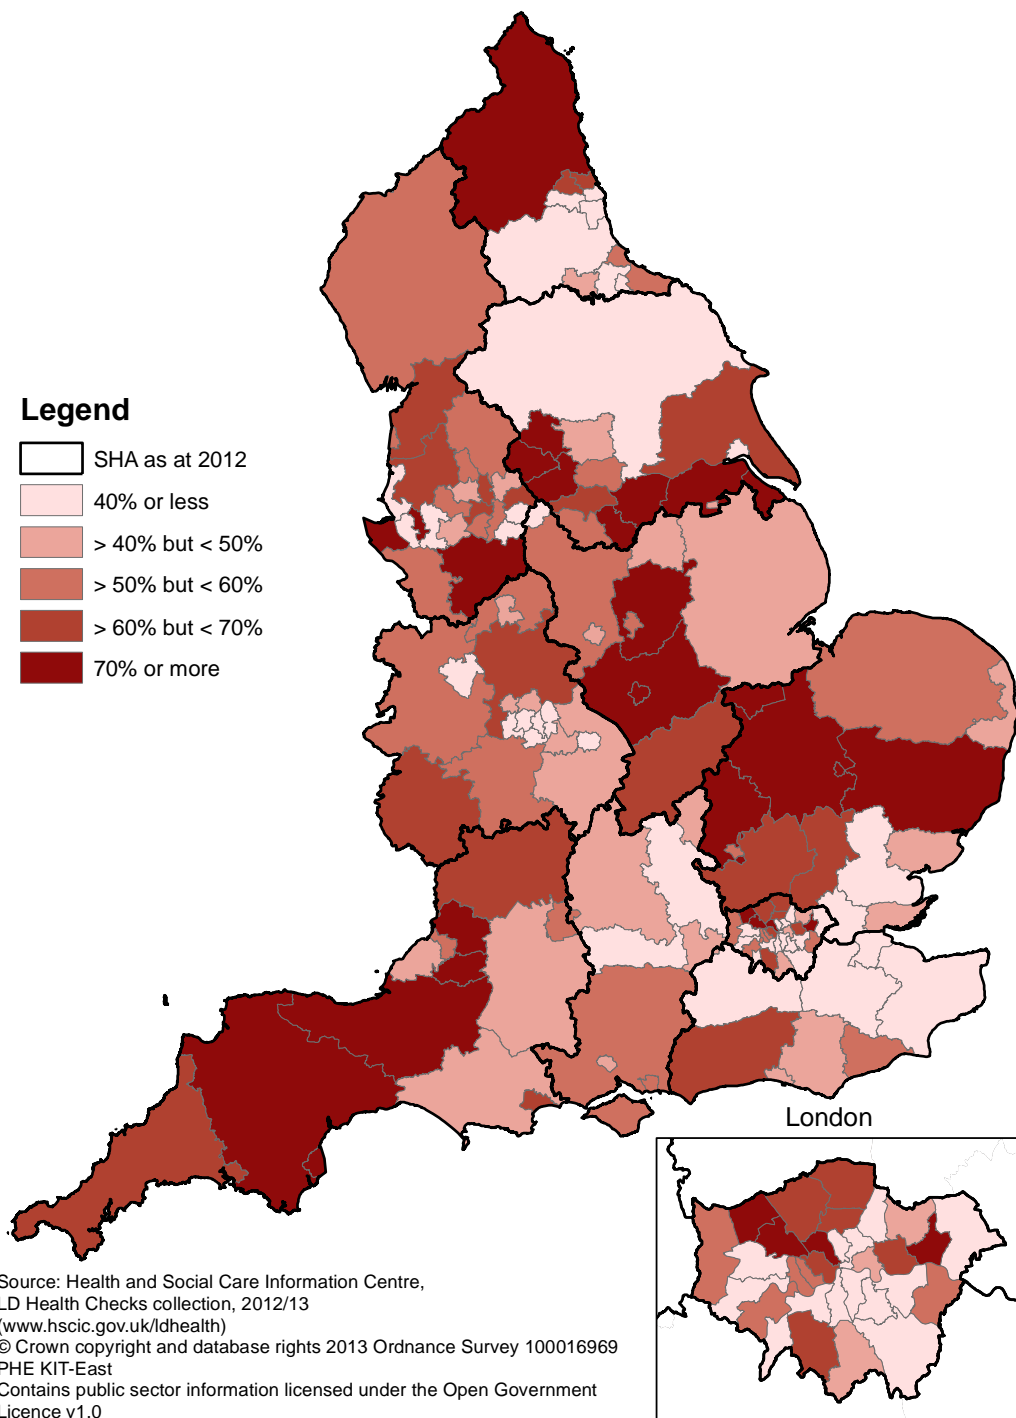 Legend
SHA as at 2012
40% or less
> 40% but < 50%
> 50% but < 60%
> 60% but < 70%
70% or more
London
Source: Health and Social Care Information Centre,
LD Health Checks collection, 2012/13
(www.hscic.gov.uk/ldhealth)
© Crown copyright and database rights 2013 Ordnance Survey 100016969
PHE KIT-East
Contains public sector information licensed under the Open Government
Licence v1.0